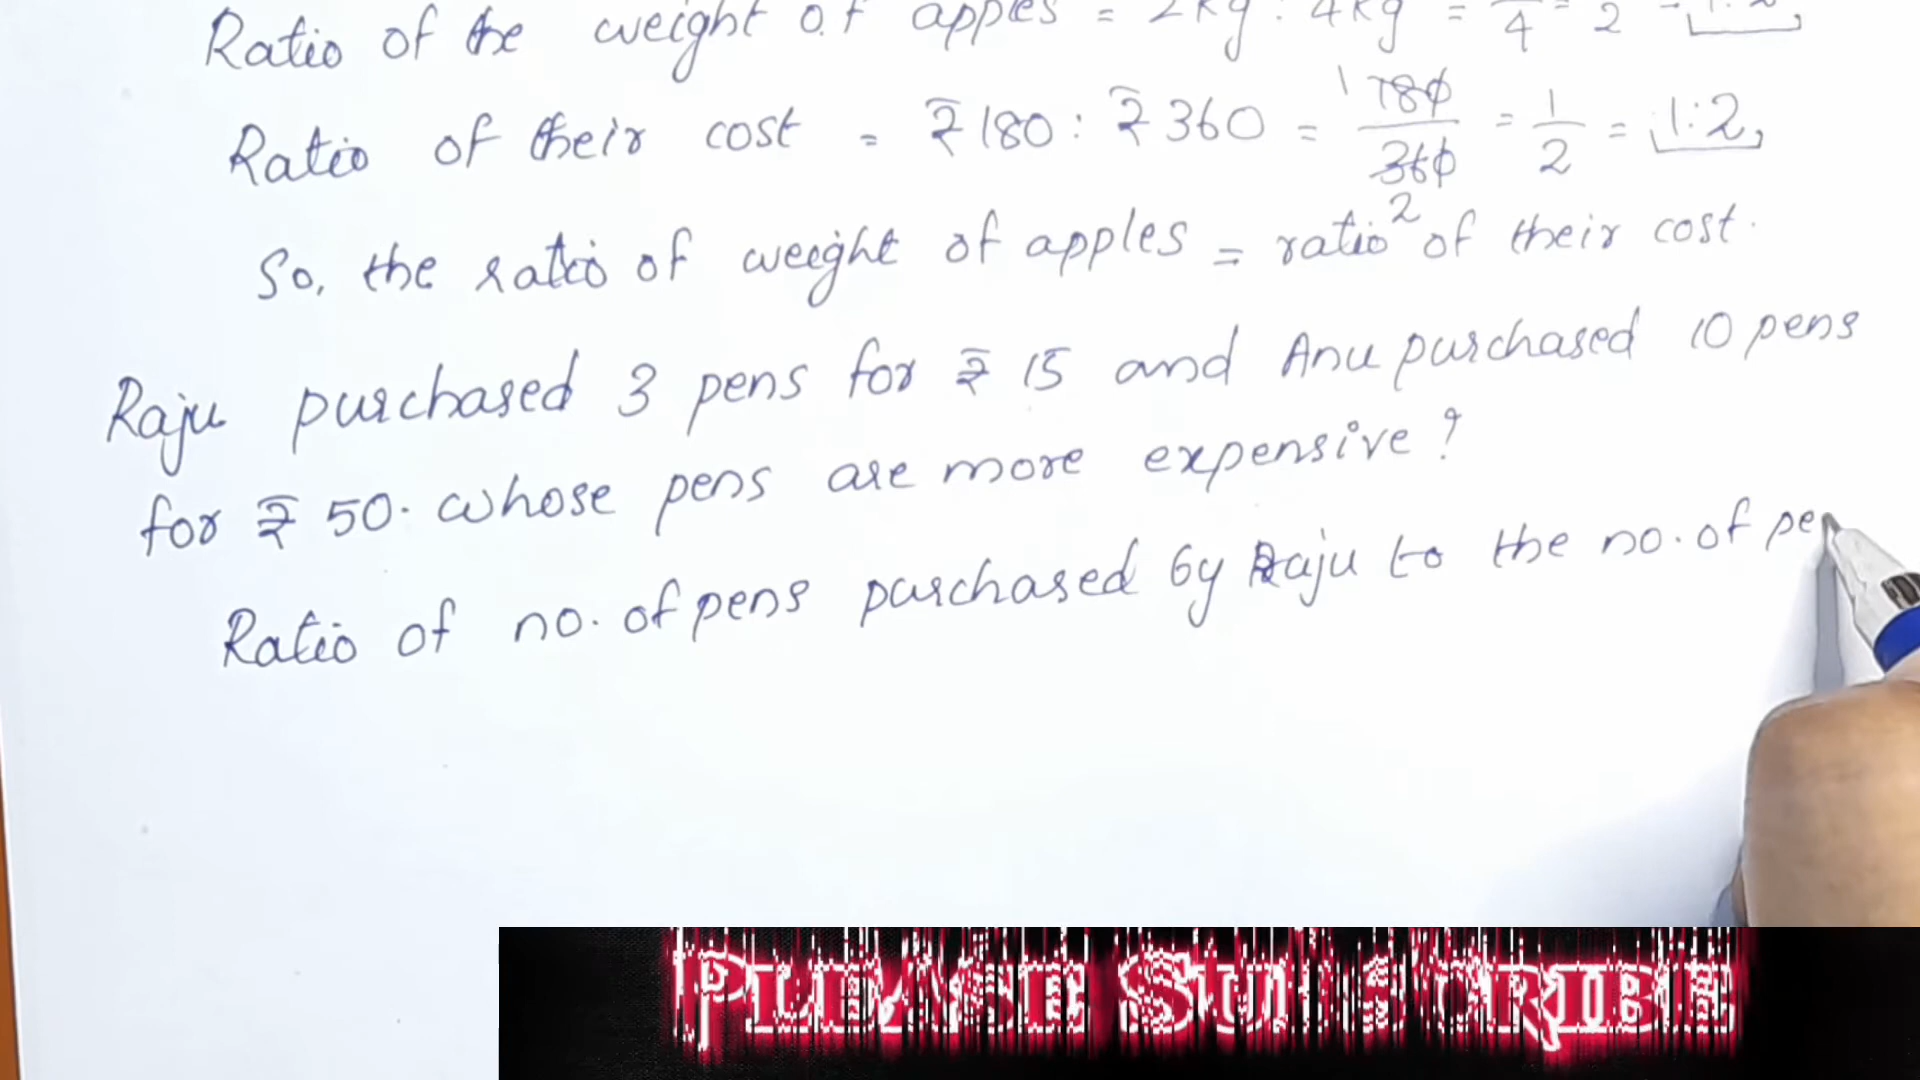 Ratio of the weight of apples = 2kg : 4kg = /4 = /2 = 1:2,
Ratio of their cost = ₹180 : ₹360 = 180/360 = 1/2 = 1:2,
So, the ratio of weight of apples = ratio of their cost.
Raju purchased 3 pens for ₹ 15 and Anu purchased 10 pens
for ₹ 50. whose pens are more expensive?
Ratio of no. of pens purchased by Raju to the no. of pe
PLEASE SUBSCRIBE